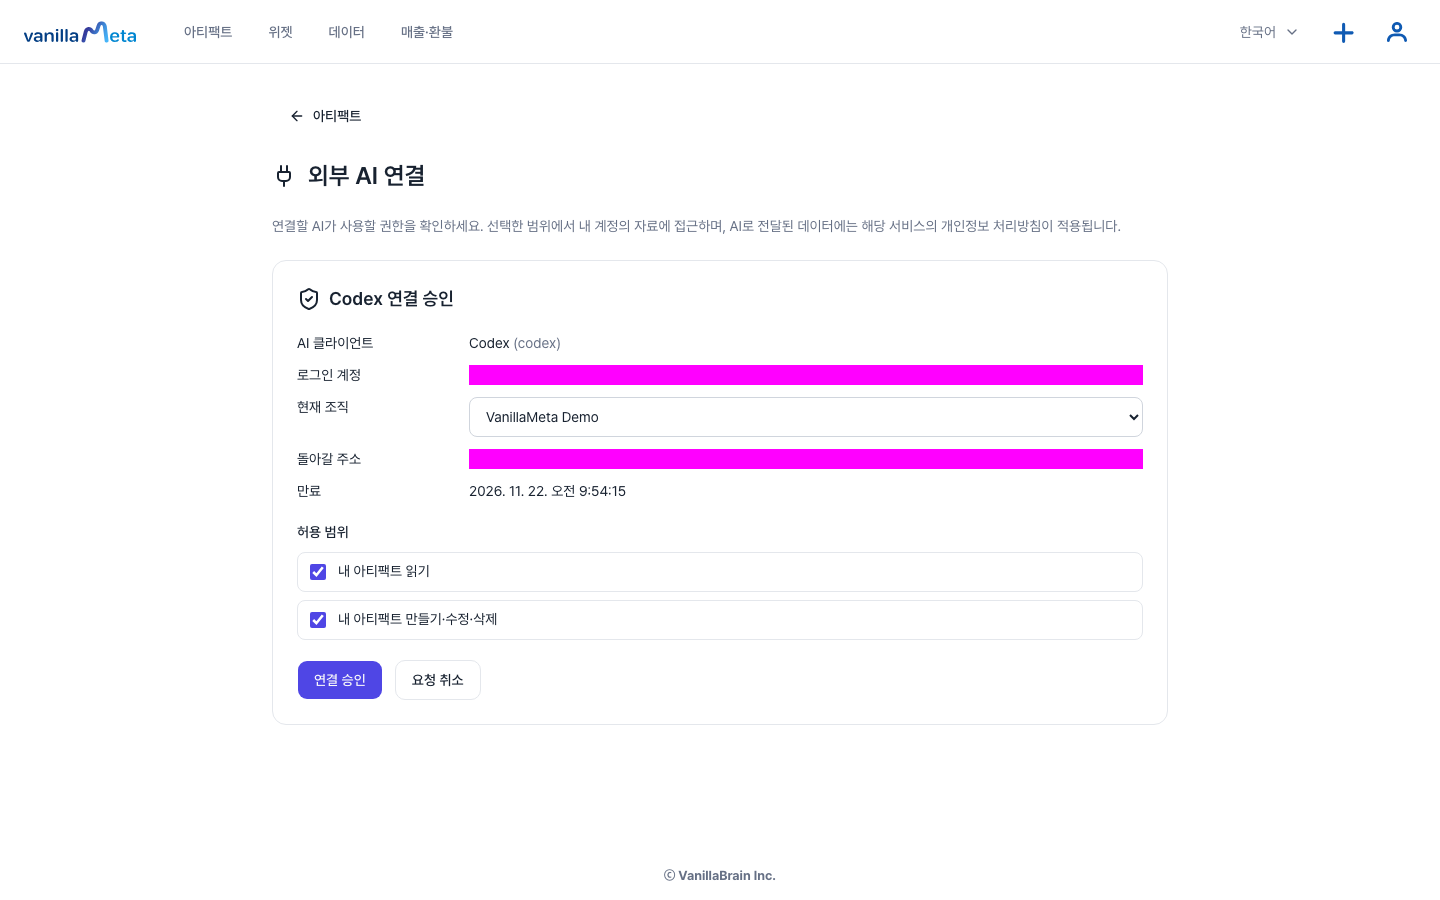 vanillaMeta
아티팩트
위젯
데이터
매출·환불
한국어
아티팩트
외부 AI 연결
연결할 AI가 사용할 권한을 확인하세요. 선택한 범위에서 내 계정의 자료에 접근하며, AI로 전달된 데이터에는 해당 서비스의 개인정보 처리방침이 적용됩니다.
Codex 연결 승인
AI 클라이언트 Codex (codex)
로그인 계정
현재 조직 VanillaMeta Demo
돌아갈 주소
만료 2026. 11. 22. 오전 9:54:15
허용 범위
내 아티팩트 읽기
내 아티팩트 만들기·수정·삭제
연결 승인
요청 취소
© VanillaBrain Inc.